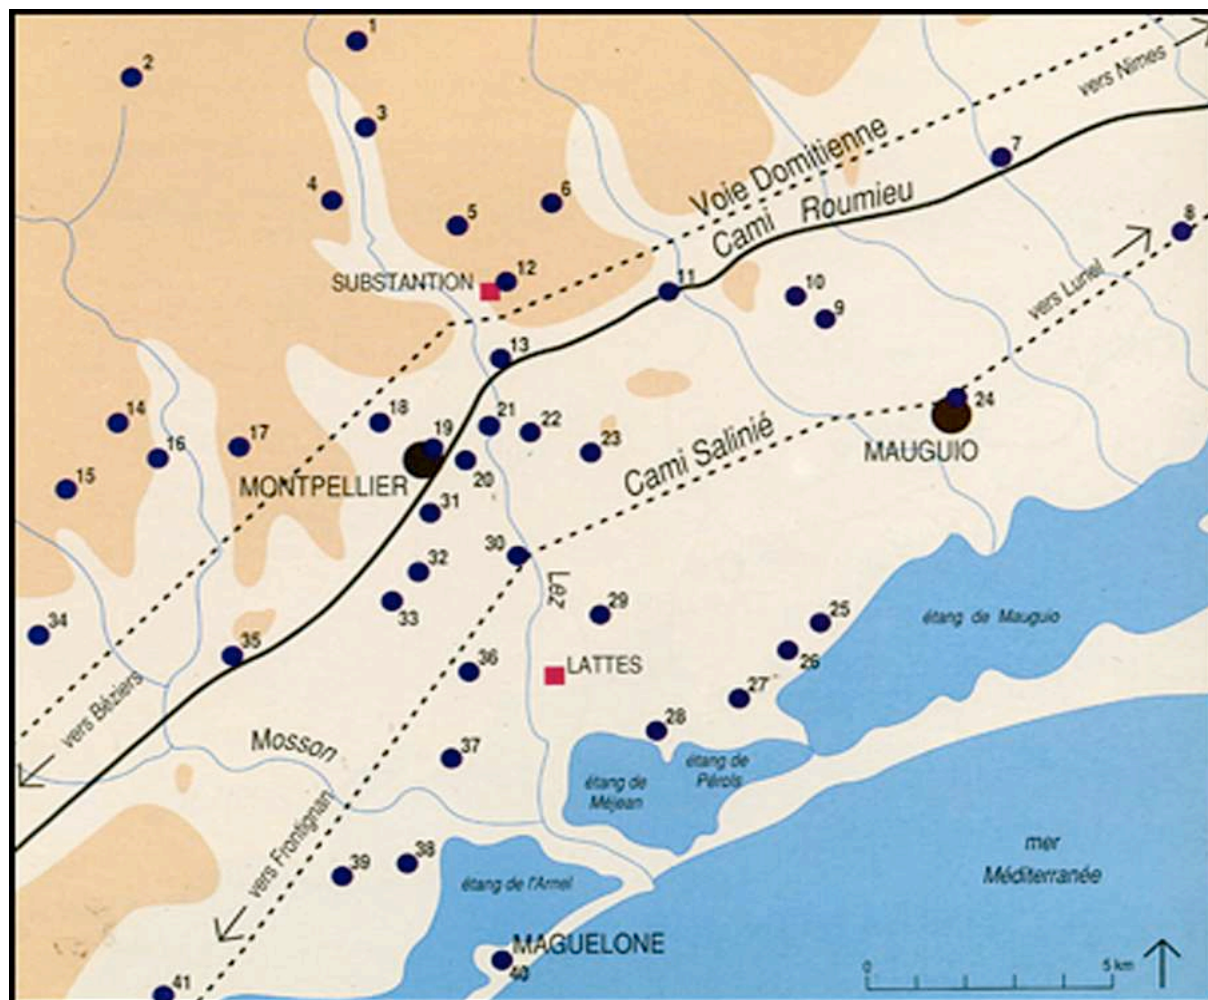 1
2
vers Nîmes
3
Voie Domitienne
7
4
6
Cami Roumieu
5
8
12
SUBSTANTION
11
10
vers Lunel
9
13
14
18
21
22
24
19
17
16
23
Cami Salinié
MAUGUIO
15
MONTPELLIER
20
31
30
32
Lez
29
33
étang de Mauguio
25
34
35
36
LATTES
26
27
vers Béziers
28
Mosson
37
étang de
Pérols
étang de
Méjean
vers Frontignan
mer
Méditerranée
39
38
étang de l'Arnel
MAGUELONE
40
0
5 km
41